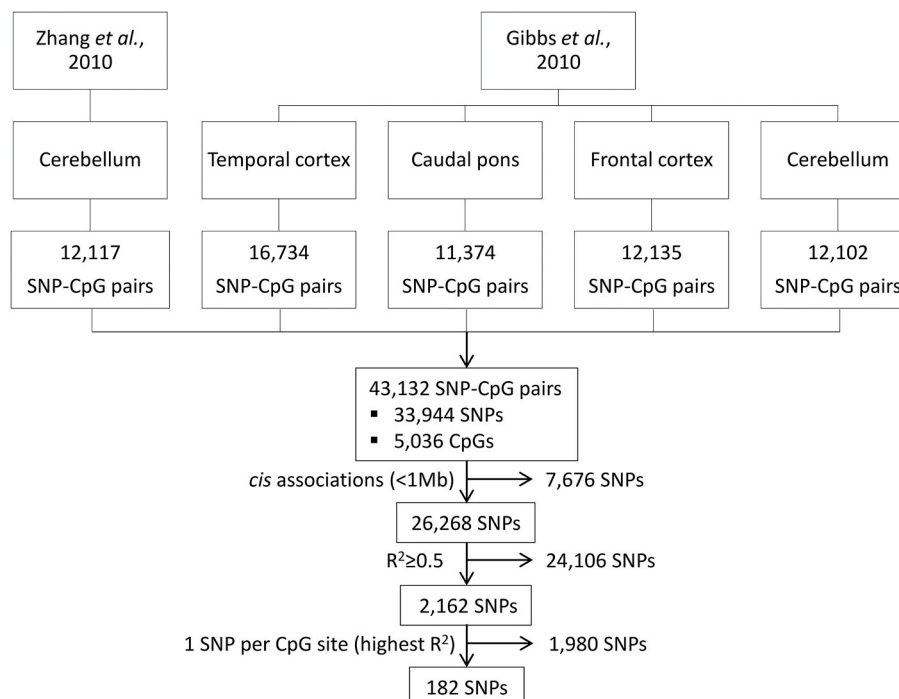 Zhang et al.,
2010
Gibbs et al.,
2010
Cerebellum
Temporal cortex
Caudal pons
Frontal cortex
Cerebellum
12,117
SNP-CpG pairs
16,734
SNP-CpG pairs
11,374
SNP-CpG pairs
12,135
SNP-CpG pairs
12,102
SNP-CpG pairs
43,132 SNP-CpG pairs
▪ 33,944 SNPs
▪ 5,036 CpGs
cis associations (<1Mb)
7,676 SNPs
26,268 SNPs
R²≥0.5
24,106 SNPs
2,162 SNPs
1 SNP per CpG site (highest R²)
1,980 SNPs
182 SNPs